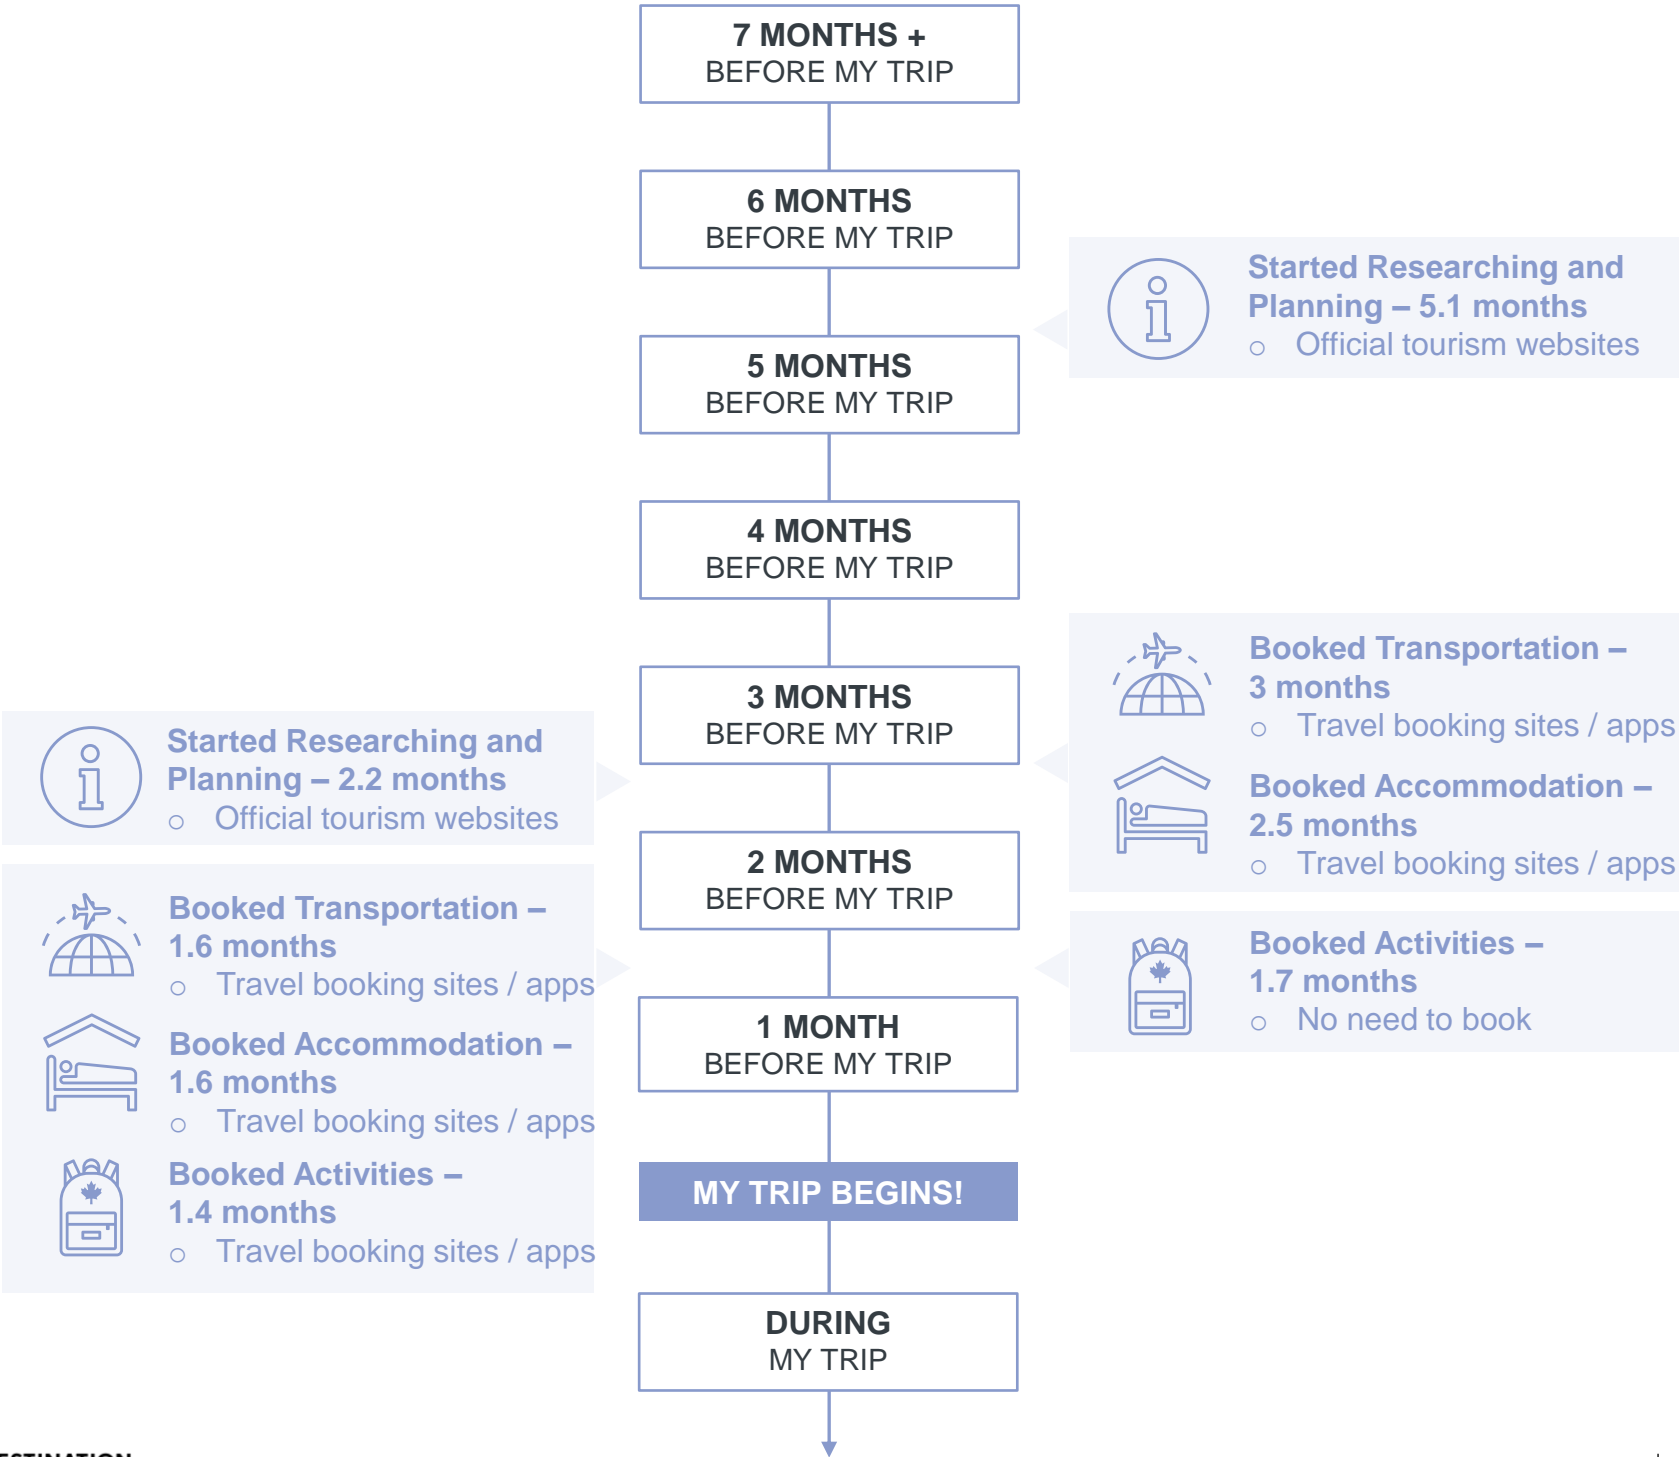 7 MONTHS +
BEFORE MY TRIP
6 MONTHS
BEFORE MY TRIP
Started Researching and
Planning – 5.1 months
○ Official tourism websites
5 MONTHS
BEFORE MY TRIP
4 MONTHS
BEFORE MY TRIP
3 MONTHS
BEFORE MY TRIP
Booked Transportation –
3 months
○ Travel booking sites / apps
Booked Accommodation –
2.5 months
○ Travel booking sites / apps
Started Researching and
Planning – 2.2 months
○ Official tourism websites
2 MONTHS
BEFORE MY TRIP
Booked Transportation –
1.6 months
○ Travel booking sites / apps
Booked Accommodation –
1.6 months
○ Travel booking sites / apps
Booked Activities –
1.4 months
○ Travel booking sites / apps
Booked Activities –
1.7 months
○ No need to book
1 MONTH
BEFORE MY TRIP
MY TRIP BEGINS!
DURING
MY TRIP